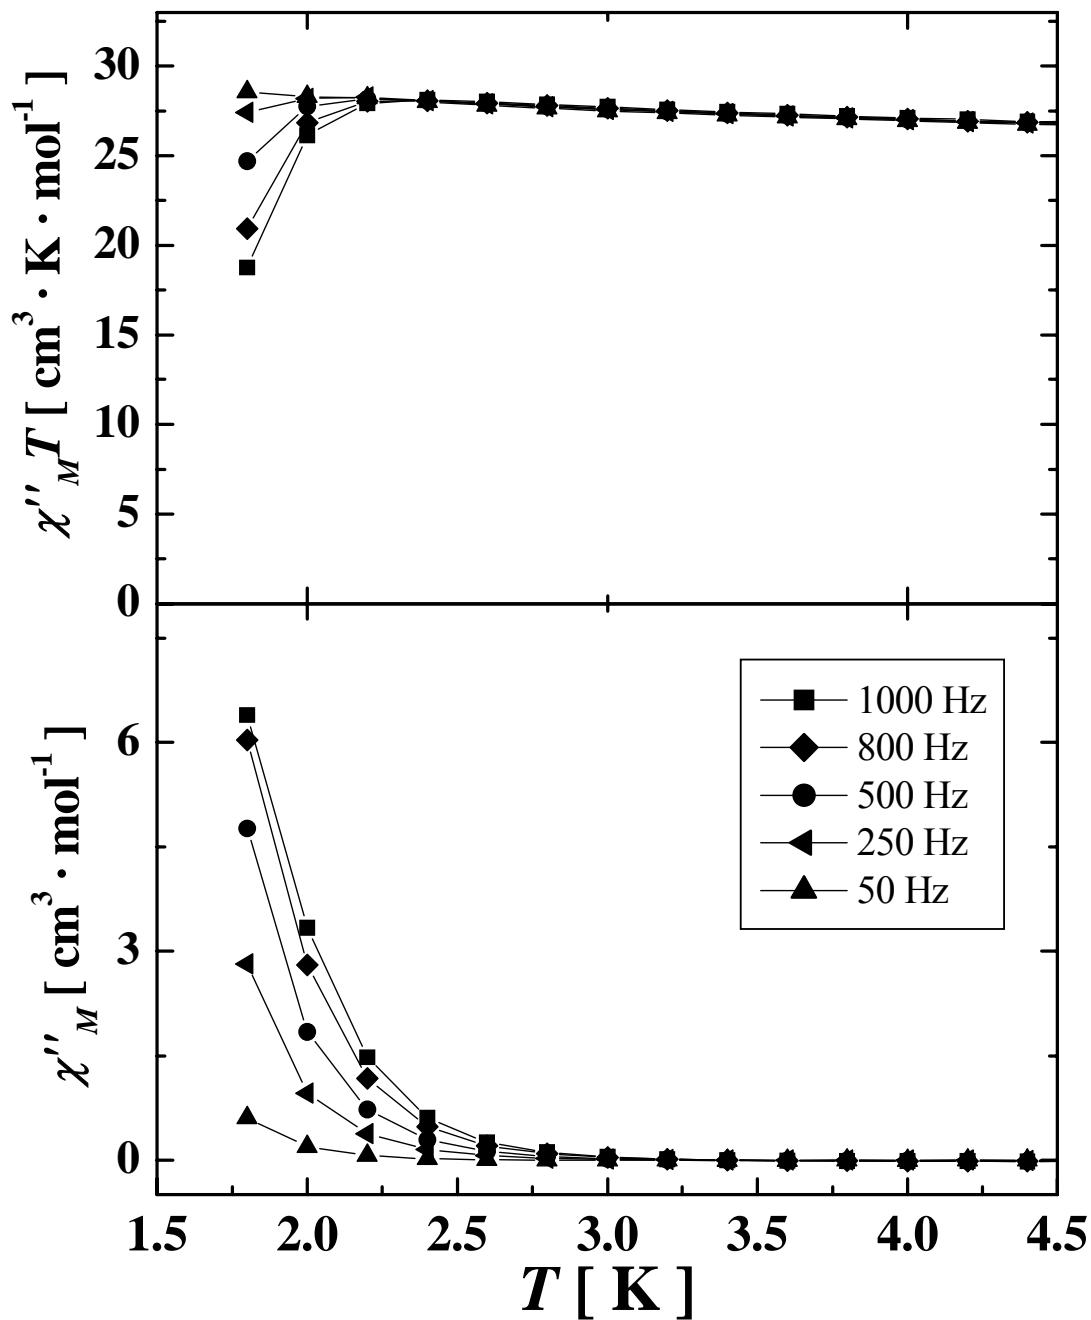 χ''MT [ cm³ · K · mol⁻¹ ]
30
25
20
15
10
5
0
χ''M [ cm³ · mol⁻¹ ]
6
3
0
1000 Hz
800 Hz
500 Hz
250 Hz
50 Hz
1.5 2.0 2.5 3.0 3.5 4.0 4.5
T [ K ]